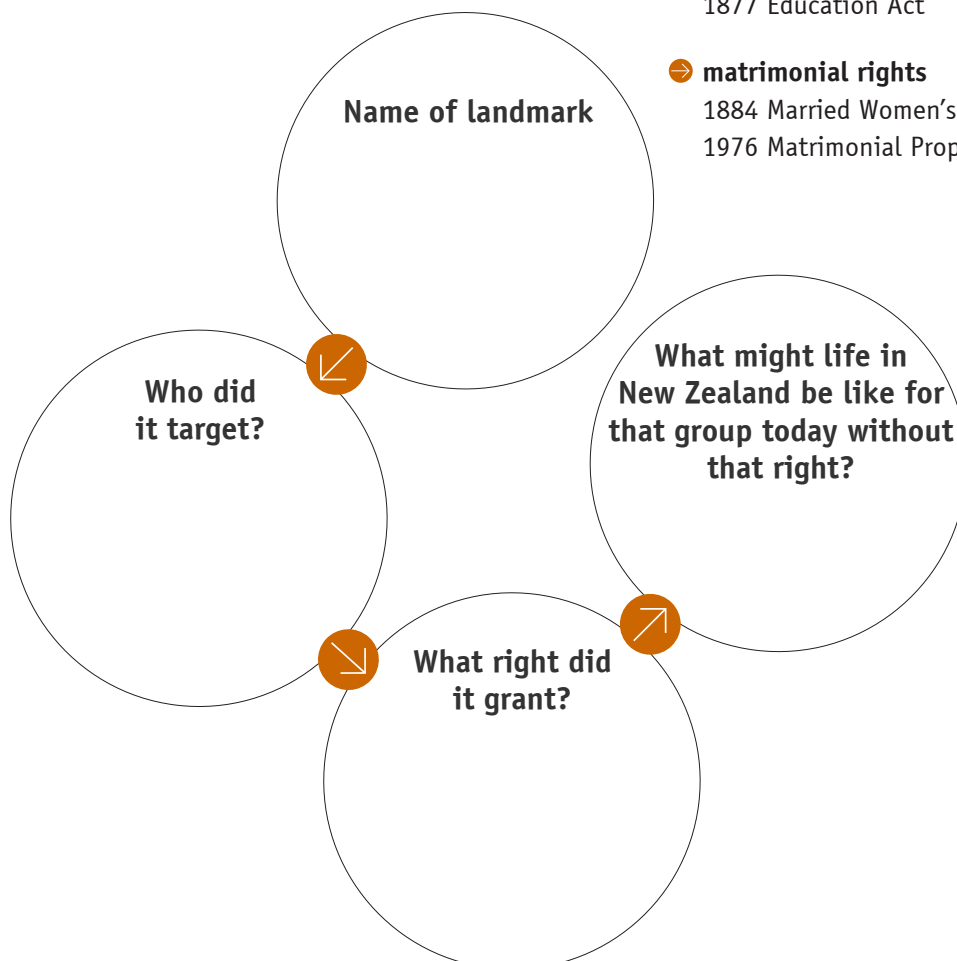 1877 Education Act
matrimonial rights
1884 Married Women's
1976 Matrimonial Prop
Name of landmark
Who did
it target?
What right did
it grant?
What might life in
New Zealand be like for
that group today without
that right?